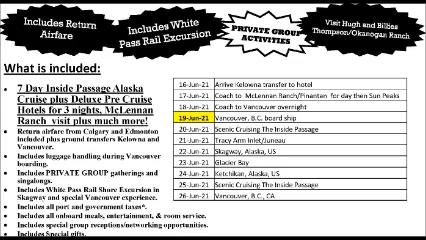 Includes Return
Airfare
Includes White
Pass Rail Excursion
PRIVATE GROUP
ACTIVITIES
Visit Hugh and Billies
Thompson/Okanogan Ranch
What is included:
• 7 Day Inside Passage Alaska
Cruise plus Deluxe Pre Cruise
Hotels for 3 nights, McLennan
Ranch visit plus much more!
• Return airfare from Calgary and Edmonton
Included plus ground transfers Kelowna and
Vancouver.
• Includes luggage handling during Vancouver
boarding.
• Includes PRIVATE GROUP gatherings and
singalongs.
• Includes White Pass Rail Shore Excursion in
Skagway and special Vancouver experience.
• Includes all port and government taxes*.
• Includes all onboard meals, entertainment, & room service.
• Includes special group receptions/networking opportunities.
• Includes Special gifts.
16-Jun-21 Arrive Kelowna transfer to hotel
17-Jun-21 Coach to McLennan Ranch/Pinantan for day then Sun Peaks
18-Jun-21 Coach to Vancouver overnight
19-Jun-21 Vancouver, B.C. board ship
20-Jun-21 Scenic Cruising The Inside Passage
21-Jun-21 Tracy Arm Inlet/Juneau
22-Jun-21 Skagway, Alaska, US
23-Jun-21 Glacier Bay
24-Jun-21 Ketchikan, Alaska, US
25-Jun-21 Scenic Cruising The Inside Passage
26-Jun-21 Vancouver, B.C., CA